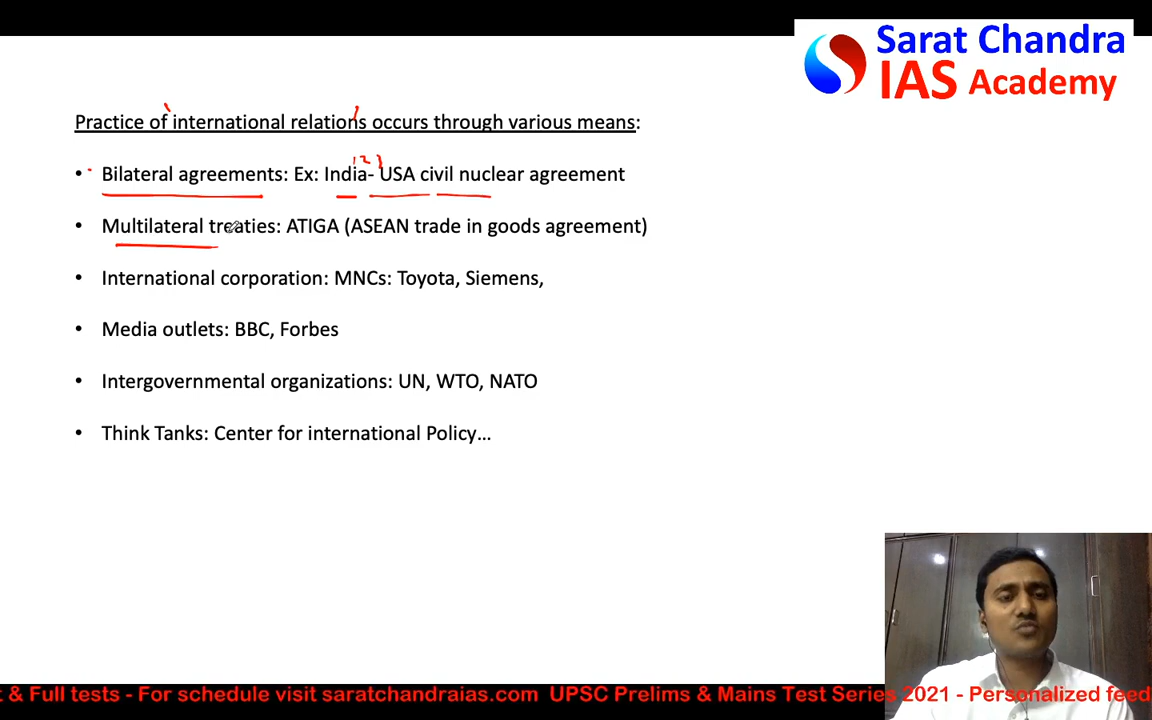 Sarat Chandra
IAS Academy
Practice of international relations occurs through various means:
• Bilateral agreements: Ex: India- USA civil nuclear agreement
• Multilateral treaties: ATIGA (ASEAN trade in goods agreement)
• International corporation: MNCs: Toyota, Siemens,
• Media outlets: BBC, Forbes
• Intergovernmental organizations: UN, WTO, NATO
• Think Tanks: Center for international Policy...
& Full tests - For schedule visit saratchandraias.com UPSC Prelims & Mains Test Series 2021 - Personalized feed